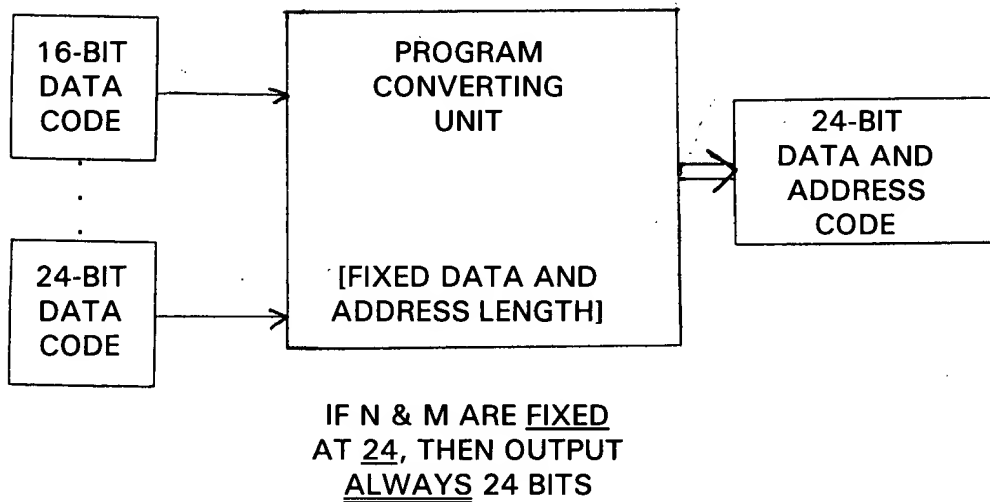 16-BIT
DATA
CODE
PROGRAM
CONVERTING
UNIT
24-BIT
DATA AND
ADDRESS
CODE
24-BIT
DATA
CODE
[FIXED DATA AND
ADDRESS LENGTH]
IF N & M ARE FIXED
AT 24, THEN OUTPUT
ALWAYS 24 BITS